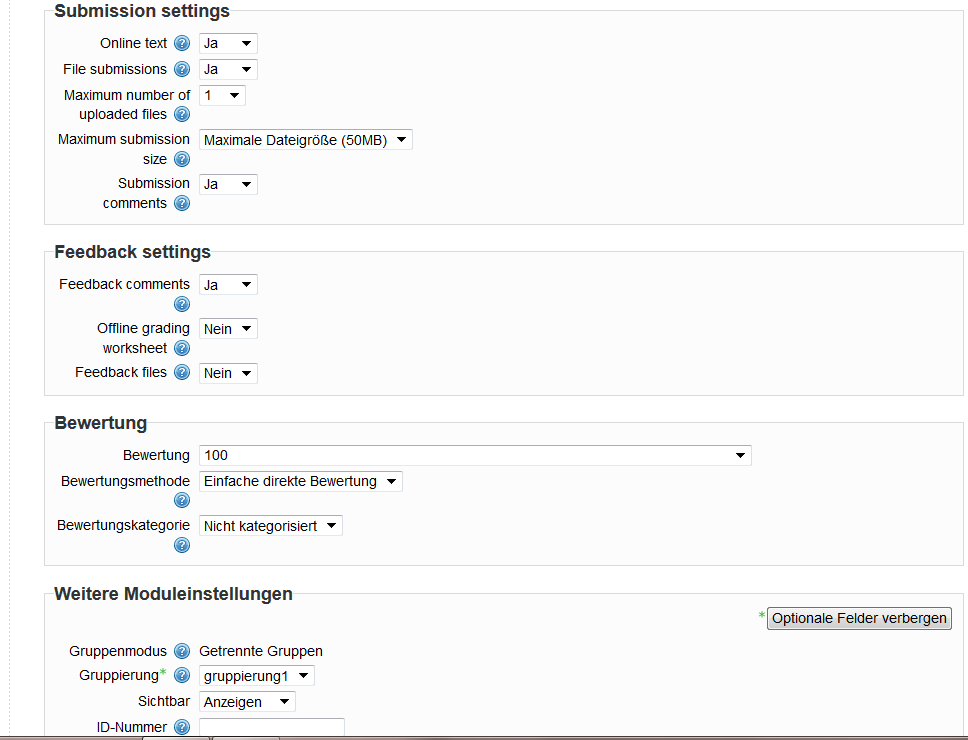 Submission settings
Online text ? Ja
File submissions ? Ja
Maximum number of 1
uploaded files ?
Maximum submission Maximale Dateigröße (50MB)
size ?
Submission Ja
comments ?
Feedback settings
Feedback comments Ja
?
Offline grading Nein
worksheet ?
Feedback files ? Nein
Bewertung
Bewertung 100
Bewertungsmethode Einfache direkte Bewertung
?
Bewertungskategorie Nicht kategorisiert
?
Weitere Moduleinstellungen
* Optionale Felder verbergen
Gruppenmodus ? Getrennte Gruppen
Gruppierung* ? gruppierung1
Sichtbar Anzeigen
ID-Nummer ?